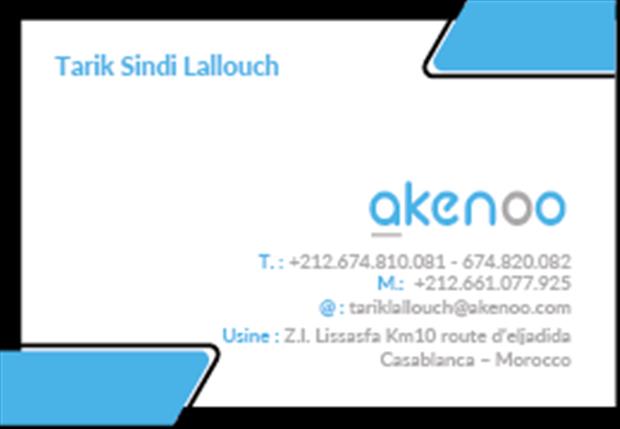 Tarik Sindi Lallouch
akenoo
T. : +212.674.810.081 - 674.820.082
M.: +212.661.077.925
@ : tariklallouch@akenoo.com
Usine : Z.I. Lissasfa Km10 route d'eljadida
Casablanca – Morocco